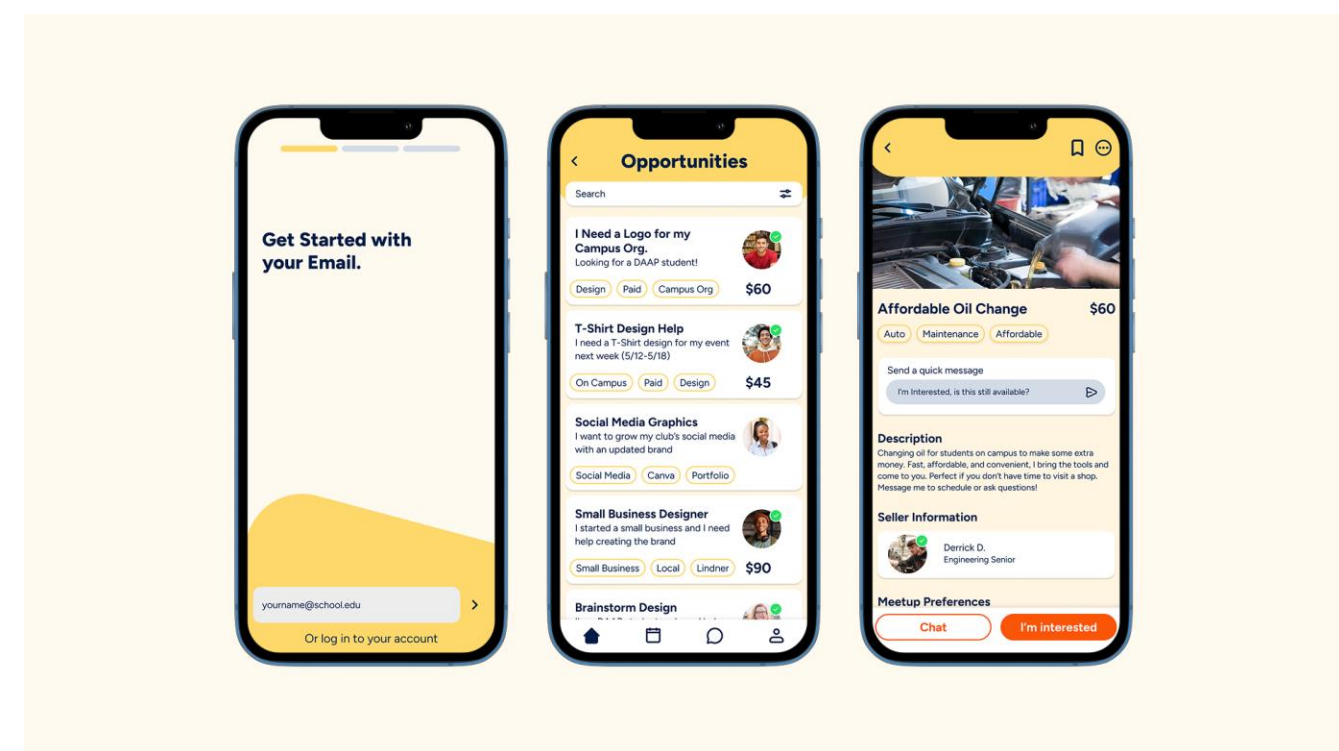 Get Started with
your Email.
yourname@school.edu
Or log in to your account
Opportunities
Search
I Need a Logo for my
Campus Org.
Looking for a DAAP student!
Design
Paid
Campus Org
$60
T-Shirt Design Help
I need a T-Shirt design for my event
next week (5/12-5/18)
On Campus
Paid
Design
$45
Social Media Graphics
I want to grow my club's social media
with an updated brand
Social Media
Canva
Portfolio
Small Business Designer
I started a small business and I need
help creating the brand
Small Business
Local
Lindner
$90
Brainstorm Design
Affordable Oil Change
$60
Auto
Maintenance
Affordable
Send a quick message
I'm Interested, is this still available?
Description
Changing oil for students on campus to make some extra
money. Fast, affordable, and convenient, I bring the tools and
come to you. Perfect if you don't have time to visit a shop.
Message me to schedule or ask questions!
Seller Information
Derrick D.
Engineering Senior
Meetup Preferences
Chat
I'm interested